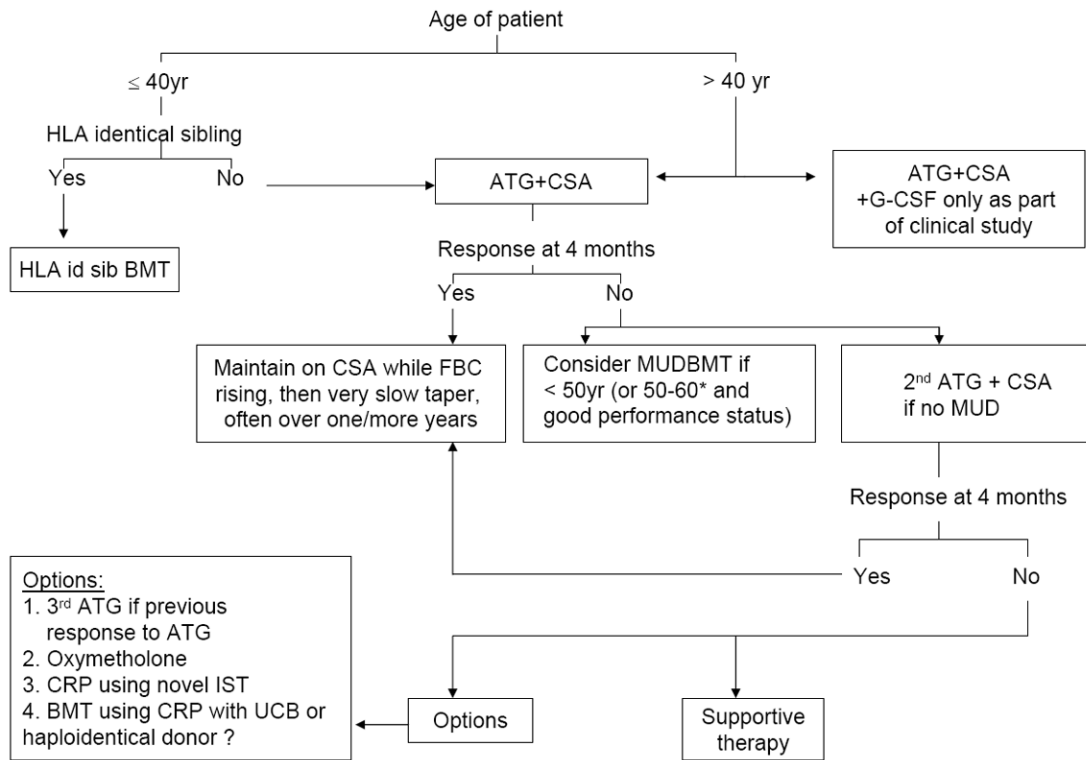 Age of patient
≤ 40yr
> 40 yr
HLA identical sibling
Yes
No
ATG+CSA
ATG+CSA
+G-CSF only as part
of clinical study
HLA id sib BMT
Response at 4 months
Yes
No
Maintain on CSA while FBC
rising, then very slow taper,
often over one/more years
Consider MUDBMT if
< 50yr (or 50-60* and
good performance status)
2nd ATG + CSA
if no MUD
Response at 4 months
Yes
No
Options:
1. 3rd ATG if previous
response to ATG
2. Oxymetholone
3. CRP using novel IST
4. BMT using CRP with UCB or
haploidentical donor ?
Options
Supportive
therapy